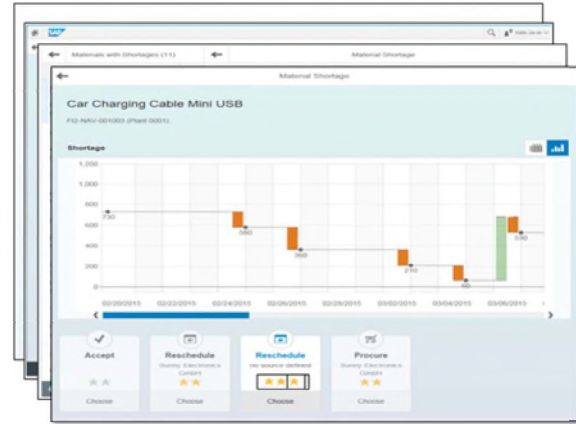 SAP
Materials with Shortages (11)
Material Shortage
Material Shortage
Car Charging Cable Mini USB
FI2-NAV-001003 (Plant 0001)
Shortage
1,200
1,000
800
600
400
200
0
730
580
360
210
60
530
02/20/2015 02/22/2015 02/24/2015 02/26/2015 02/28/2015 03/02/2015 03/04/2015 03/06/2015
Accept
Choose
Reschedule
Sunny Electronics
GmbH
Choose
Reschedule
no source defined
Choose
Procure
Sunny Electronics
GmbH
Choose